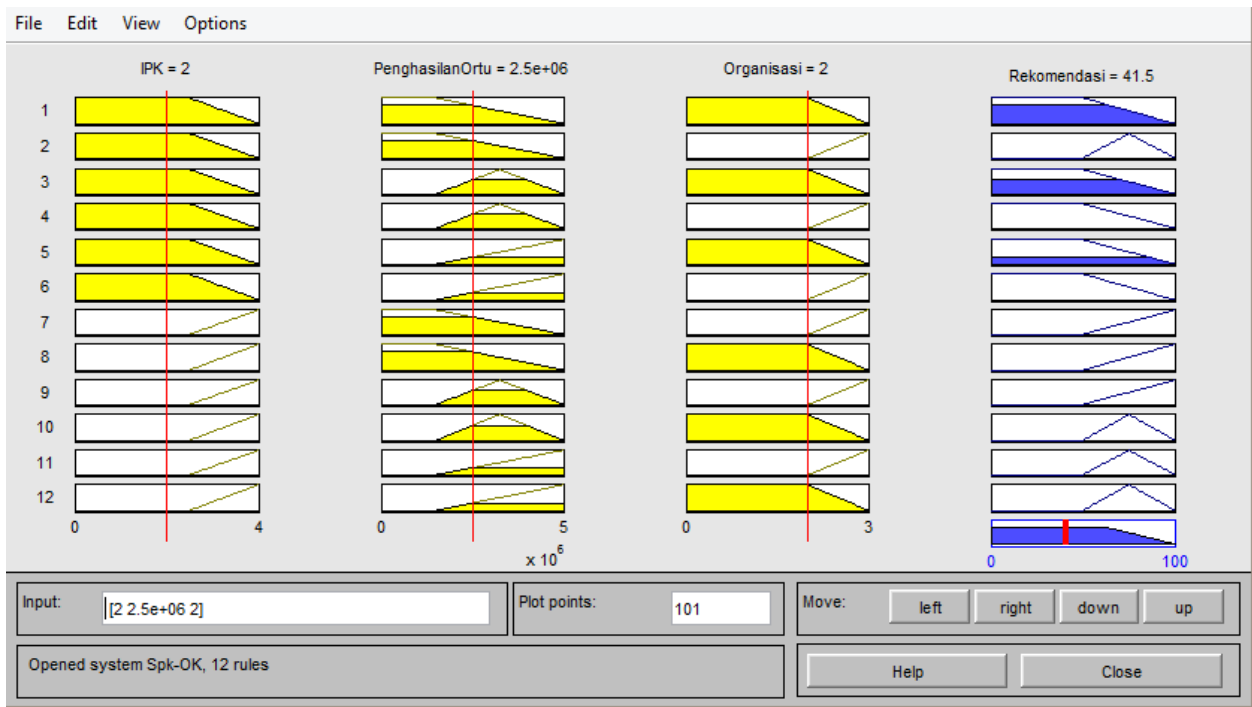 File Edit View Options
IPK = 2 PenghasilanOrtu = 2.5e+06 Organisasi = 2 Rekomendasi = 41.5
1
2
3
4
5
6
7
8
9
10
11
12
0 4 0 5 0 3
x 10^6
0 100
Input: [2 2.5e+06 2] Plot points: 101 Move: left right down up
Opened system Spk-OK, 12 rules Help Close